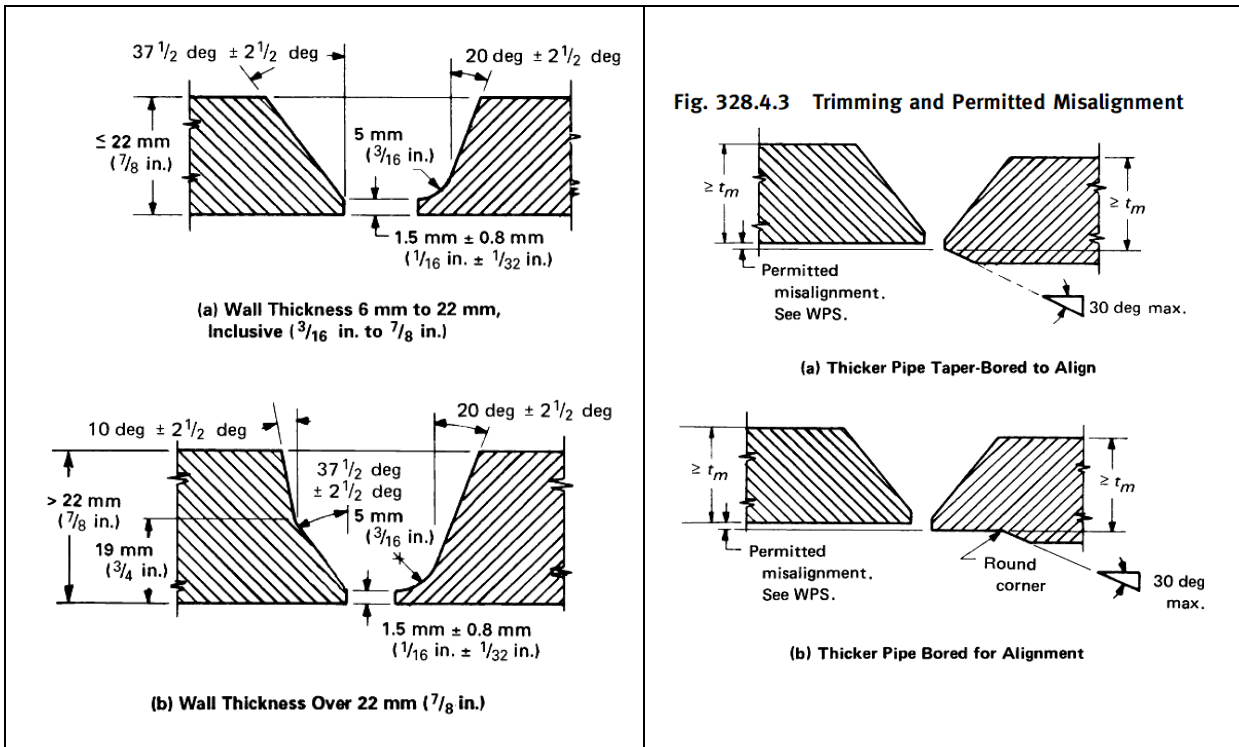 37 1/2 deg ± 2 1/2 deg
20 deg ± 2 1/2 deg
≤ 22 mm
(7/8 in.)
5 mm
(3/16 in.)
1.5 mm ± 0.8 mm
(1/16 in. ± 1/32 in.)
(a) Wall Thickness 6 mm to 22 mm,
Inclusive (3/16 in. to 7/8 in.)
10 deg ± 2 1/2 deg
20 deg ± 2 1/2 deg
37 1/2 deg
± 2 1/2 deg
> 22 mm
(7/8 in.)
5 mm
(3/16 in.)
19 mm
(3/4 in.)
1.5 mm ± 0.8 mm
(1/16 in. ± 1/32 in.)
(b) Wall Thickness Over 22 mm (7/8 in.)
Fig. 328.4.3 Trimming and Permitted Misalignment
≥ tm
≥ tm
Permitted
misalignment.
See WPS.
30 deg max.
(a) Thicker Pipe Taper-Bored to Align
≥ tm
≥ tm
Permitted
misalignment.
See WPS.
Round
corner
30 deg
max.
(b) Thicker Pipe Bored for Alignment